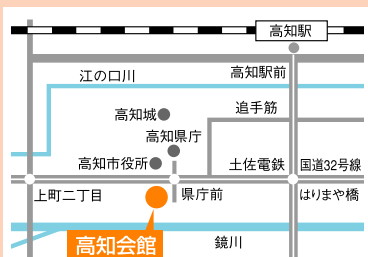 高知駅
高知駅前
江の口川
追手筋
高知城
高知県庁
高知市役所
土佐電鉄
国道32号線
上町二丁目
県庁前
はりまや橋
高知会館
鏡川